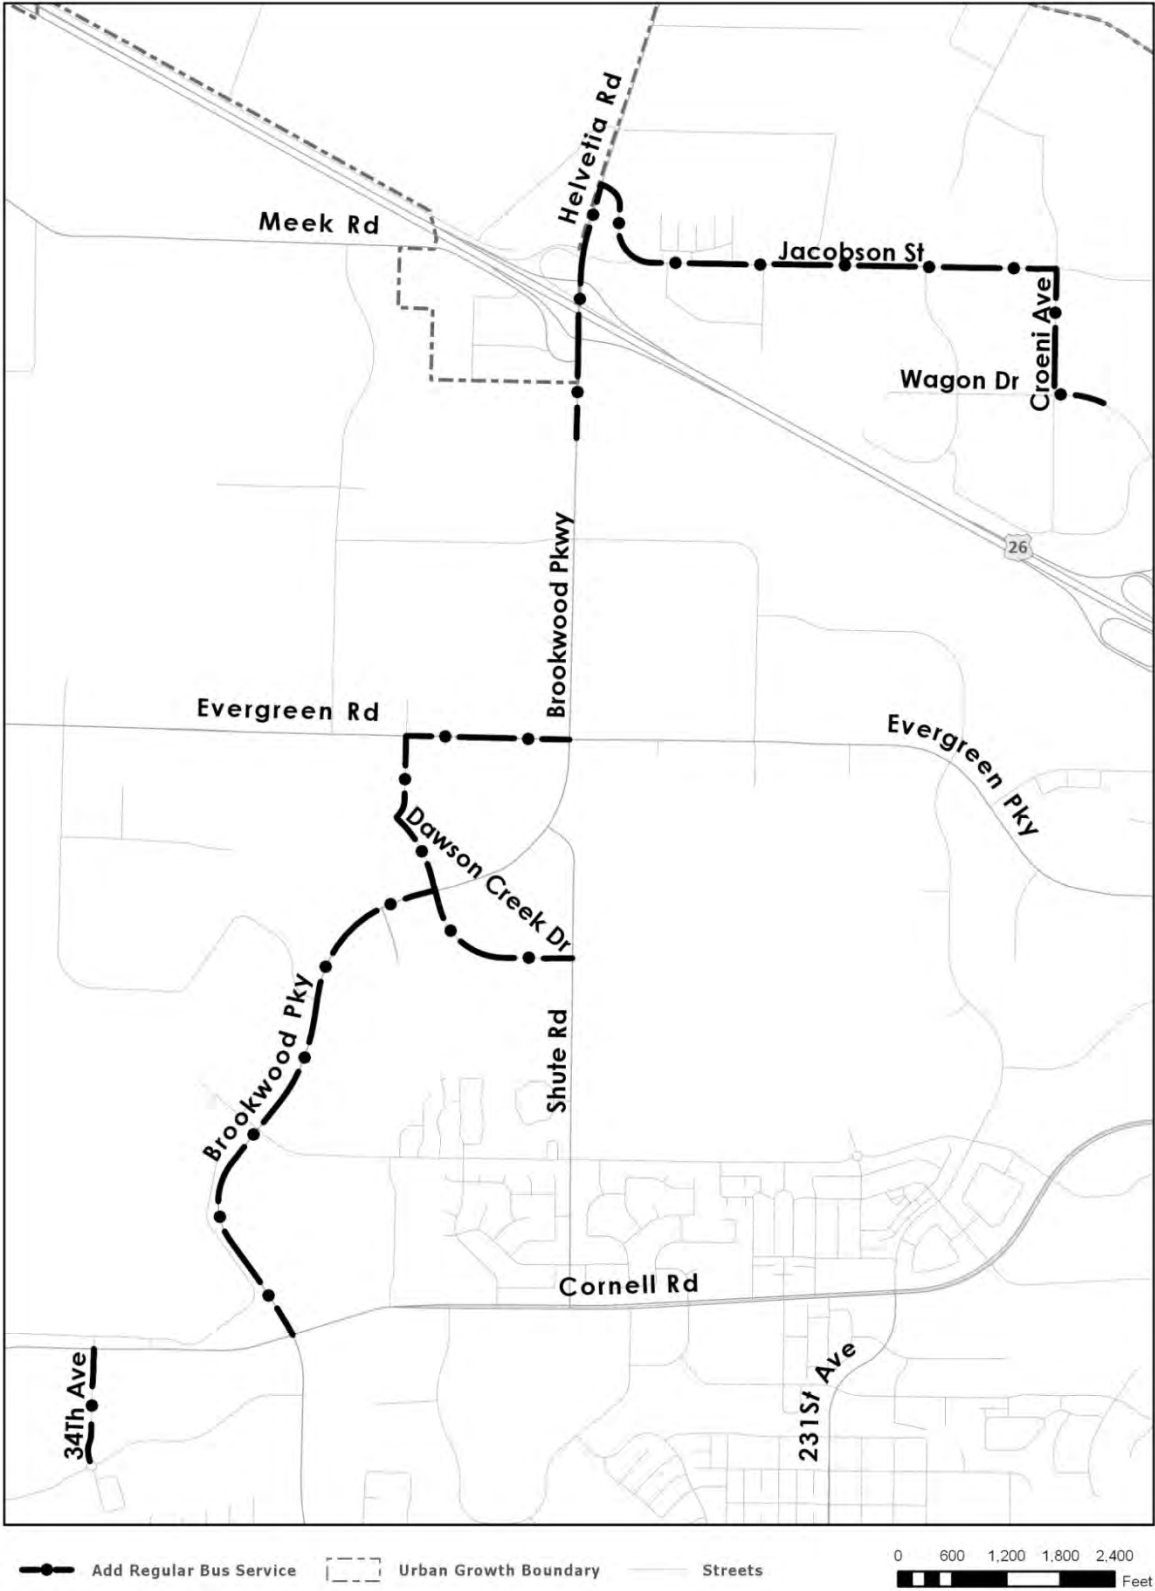 Helvetia Rd
Meek Rd
Jacobson St
Croeni Ave
Wagon Dr
26
Brookwood Pkwy
Evergreen Rd
Evergreen Pky
Dawson Creek Dr
Brookwood Pky
Shute Rd
Cornell Rd
34Th Ave
231St Ave
Add Regular Bus Service
Urban Growth Boundary
Streets
0 600 1,200 1,800 2,400
Feet